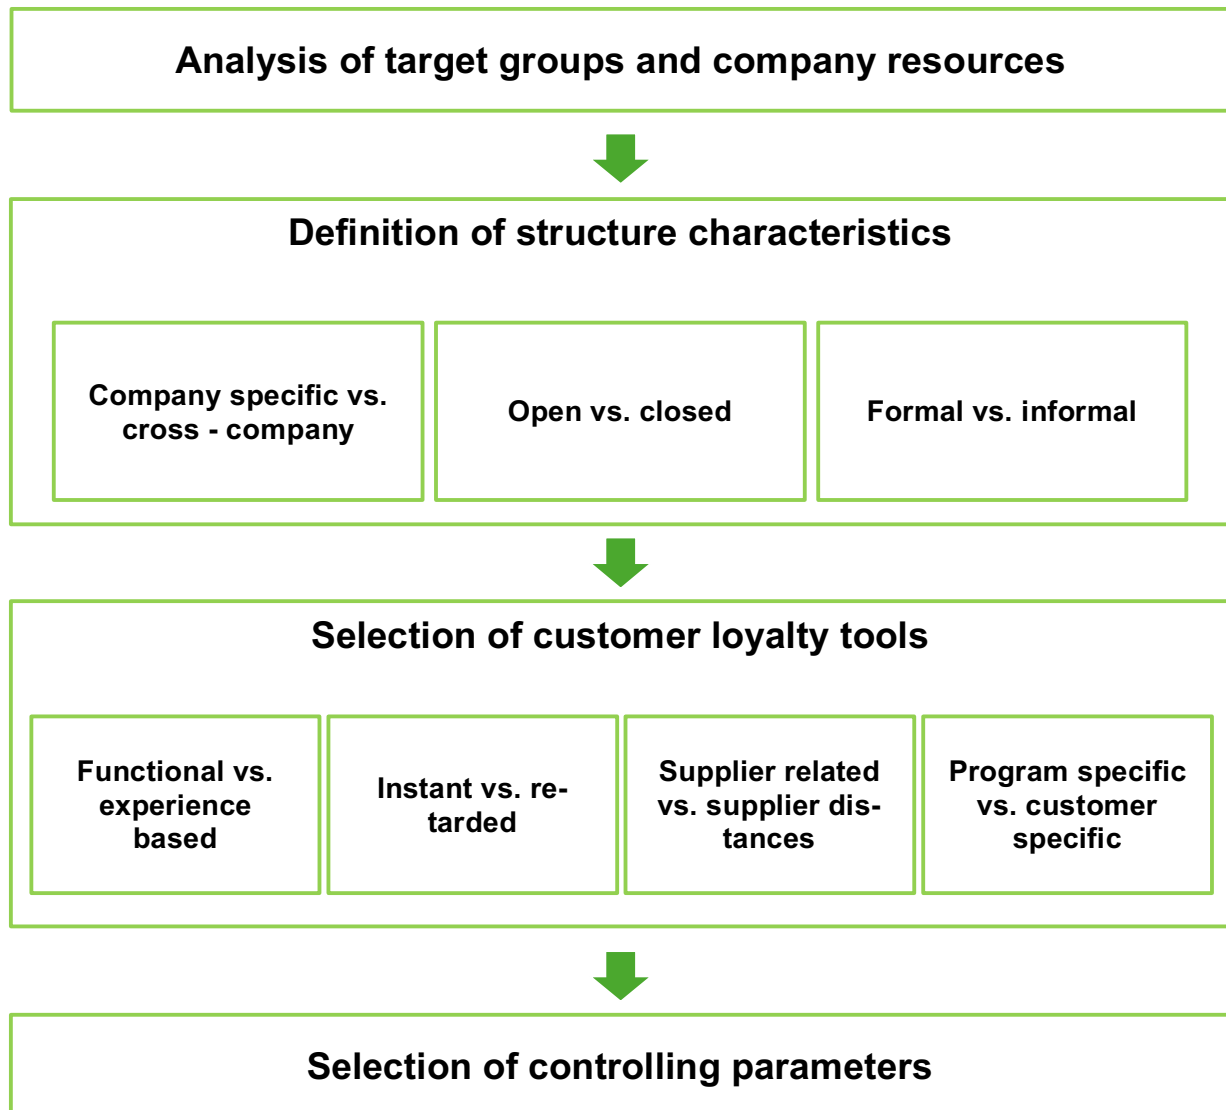 Analysis of target groups and company resources
Definition of structure characteristics
Company specific vs.
cross - company
Open vs. closed
Formal vs. informal
Selection of customer loyalty tools
Functional vs.
experience
based
Instant vs. re-
tarded
Supplier related
vs. supplier dis-
tances
Program specific
vs. customer
specific
Selection of controlling parameters